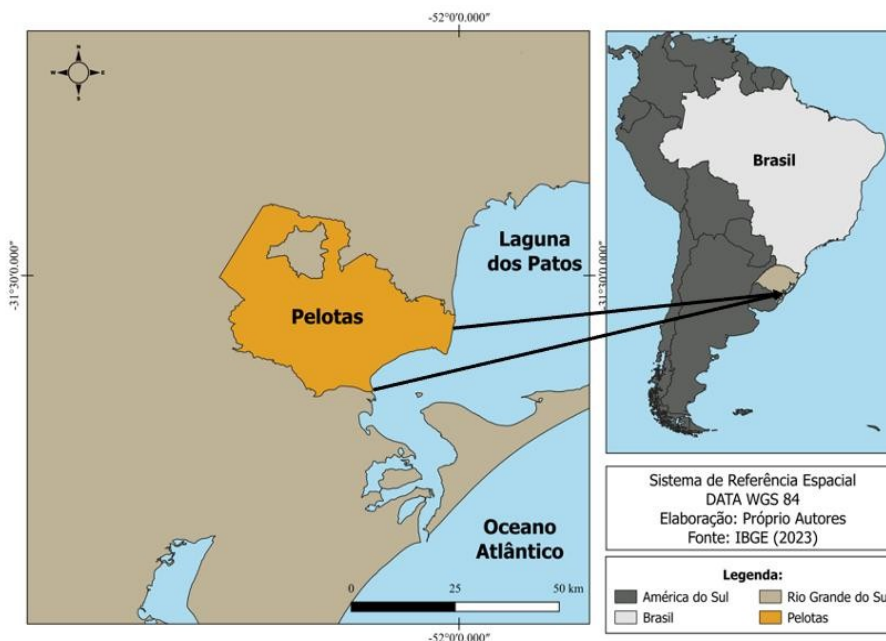 -52°0'0.000"
N
W
E
S
Laguna
dos Patos
-31°30'0.000"
-31°30'0.000"
Pelotas
Oceano
Atlântico
0
25
50 km
-52°0'0.000"
Brasil
Sistema de Referência Espacial
DATA WGS 84
Elaboração: Próprio Autores
Fonte: IBGE (2023)
Legenda:
América do Sul
Rio Grande do Su
Brasil
Pelotas